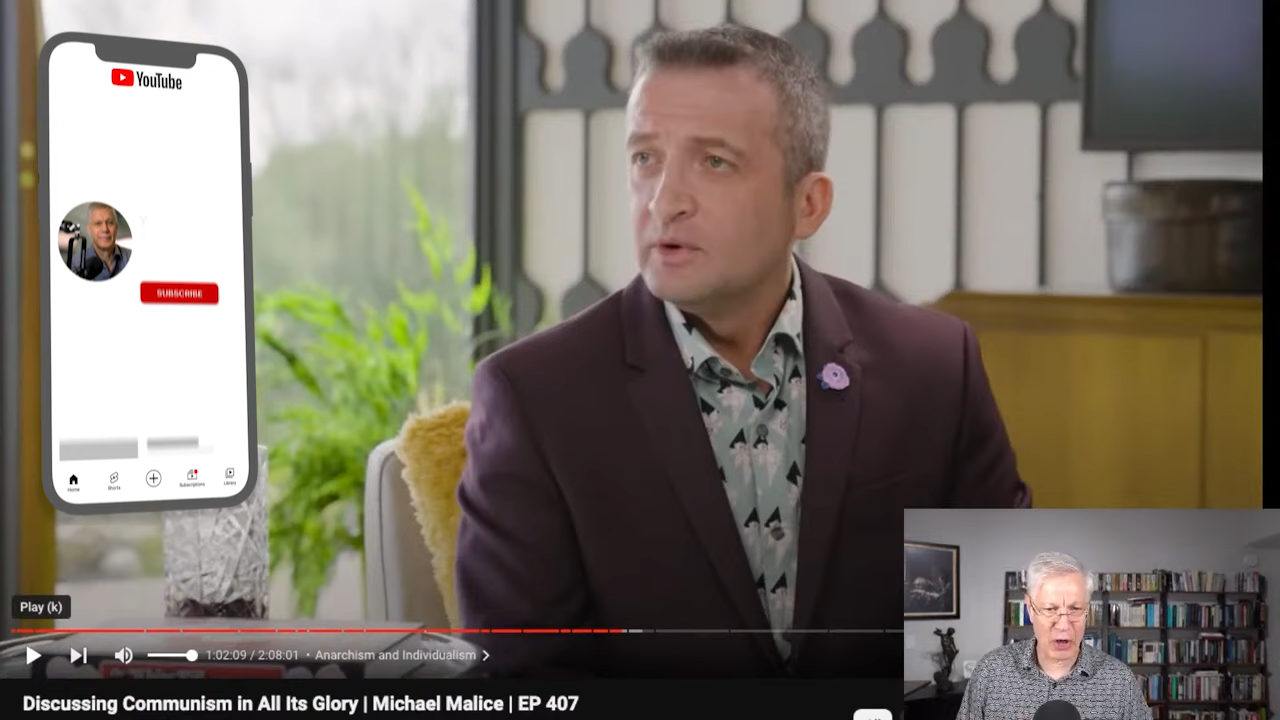 YouTube
SUBSCRIBE
Home
Shorts
Subscriptions
Library
Play (k)
1:02:09 / 2:08:01 • Anarchism and Individualism
Discussing Communism in All Its Glory | Michael Malice | EP 407